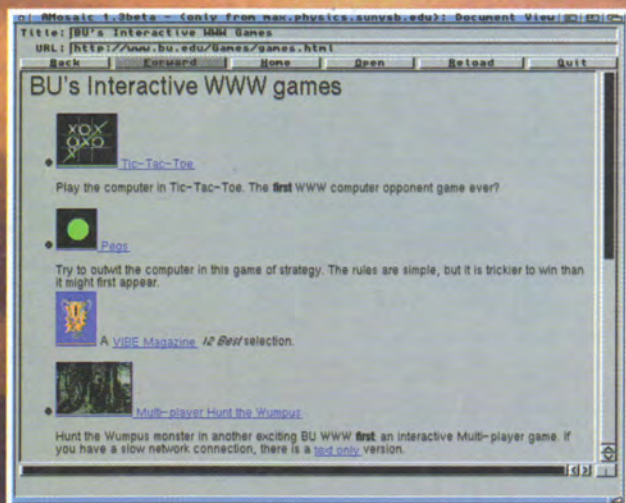 AMosaic 1.3beta - (only from max.physics.sunysb.edu): Document View
Title: BU's Interactive WWW Games
URL: http://www.bu.edu/Games/games.html
Back Forward Home Open Reload Quit
BU's Interactive WWW games
XOX
OXO
X
Tic-Tac-Toe
Play the computer in Tic-Tac-Toe. The first WWW computer opponent game ever?
Pegs
Try to outwit the computer in this game of strategy. The rules are simple, but it is trickier to win than
it might first appear.
A VIBE Magazine 12 Best selection.
Multi-player Hunt the Wumpus
Hunt the Wumpus monster in another exciting BU WWW first: an interactive Multi-player game. If
you have a slow network connection, there is a text only version.